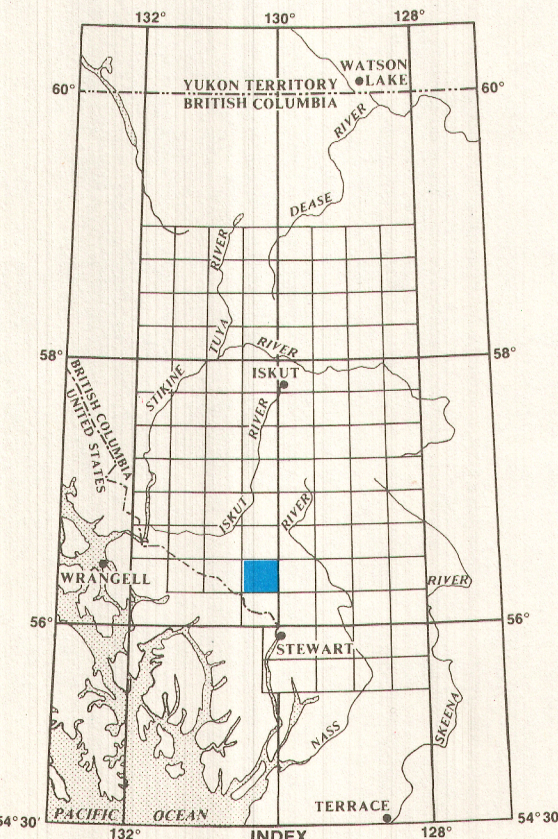 132° 130° 128°
WATSON
LAKE
60° YUKON TERRITORY 60°
BRITISH COLUMBIA
RIVER
DEASE
RIVER
TUYA
RIVER
58° 58°
ISKUT
STIKINE
BRITISH COLUMBIA
UNITED STATES
RIVER
ISKUT
RIVER
WRANGELL
RIVER
56° 56°
STEWART
SKEENA
NASS
TERRACE
54°30' PACIFIC OCEAN 54°30'
132° INDEX 128°